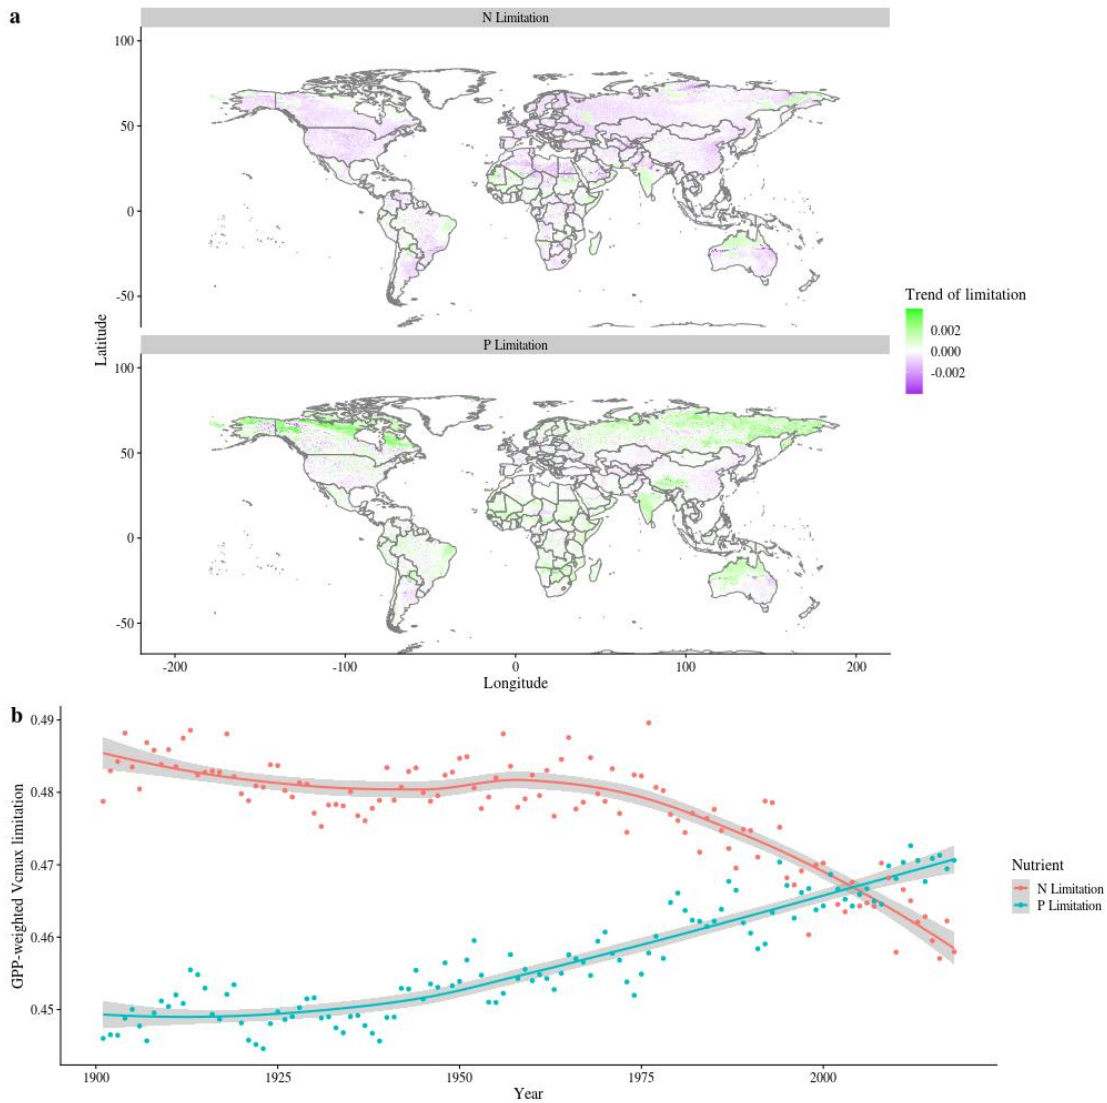 a
N Limitation
100
50
0
-50
P Limitation
100
50
0
-50
Latitude
-200
-100
0
100
200
Longitude
Trend of limitation
0.002
0.000
-0.002
b
0.49
0.48
0.47
0.46
0.45
GPP-weighted Vcmax limitation
1900
1925
1950
1975
2000
Year
Nutrient
N Limitation
P Limitation